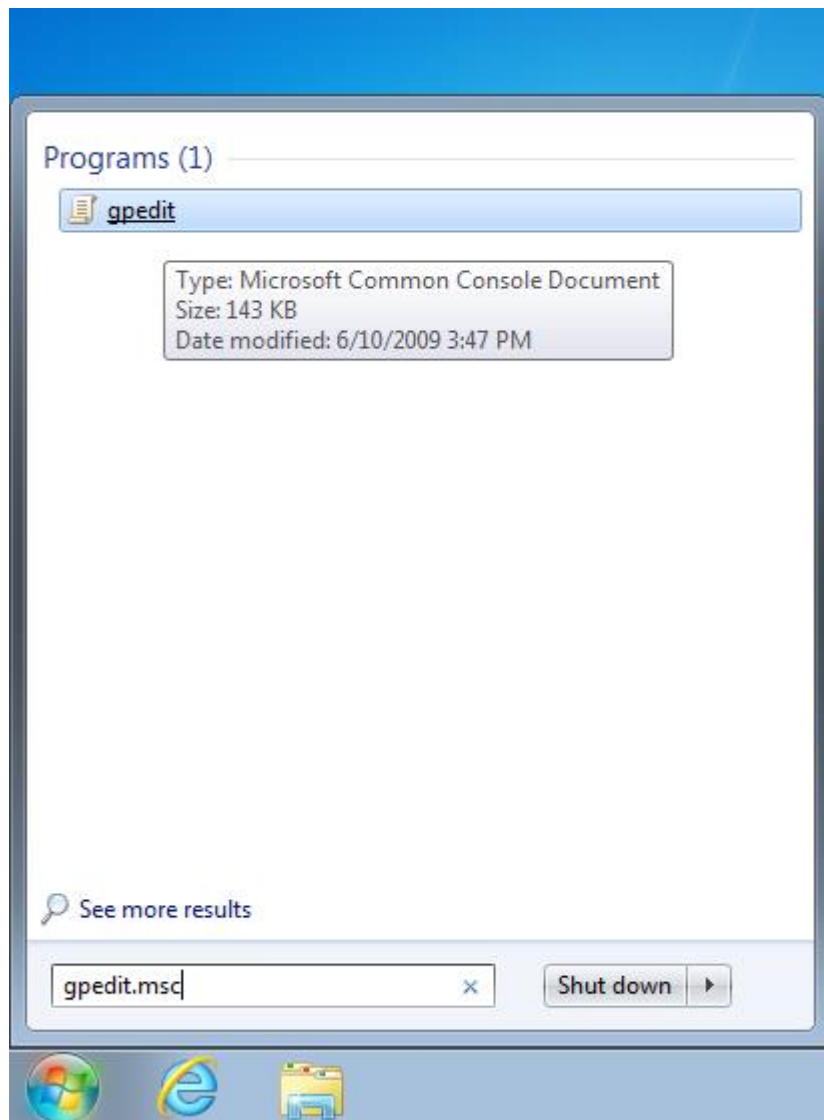 Programs (1)
gpedit
Type: Microsoft Common Console Document
Size: 143 KB
Date modified: 6/10/2009 3:47 PM
See more results
gpedit.msc
Shut down